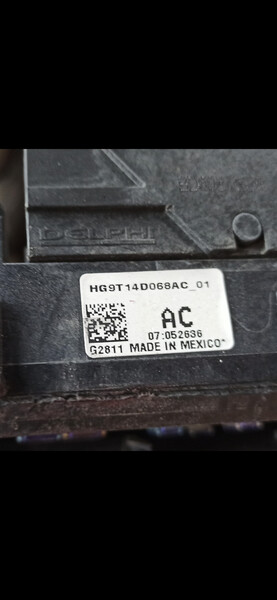 DELPHI
HG9T14D068AC_01
AC
07:052636
G2811 MADE IN MEXICO*